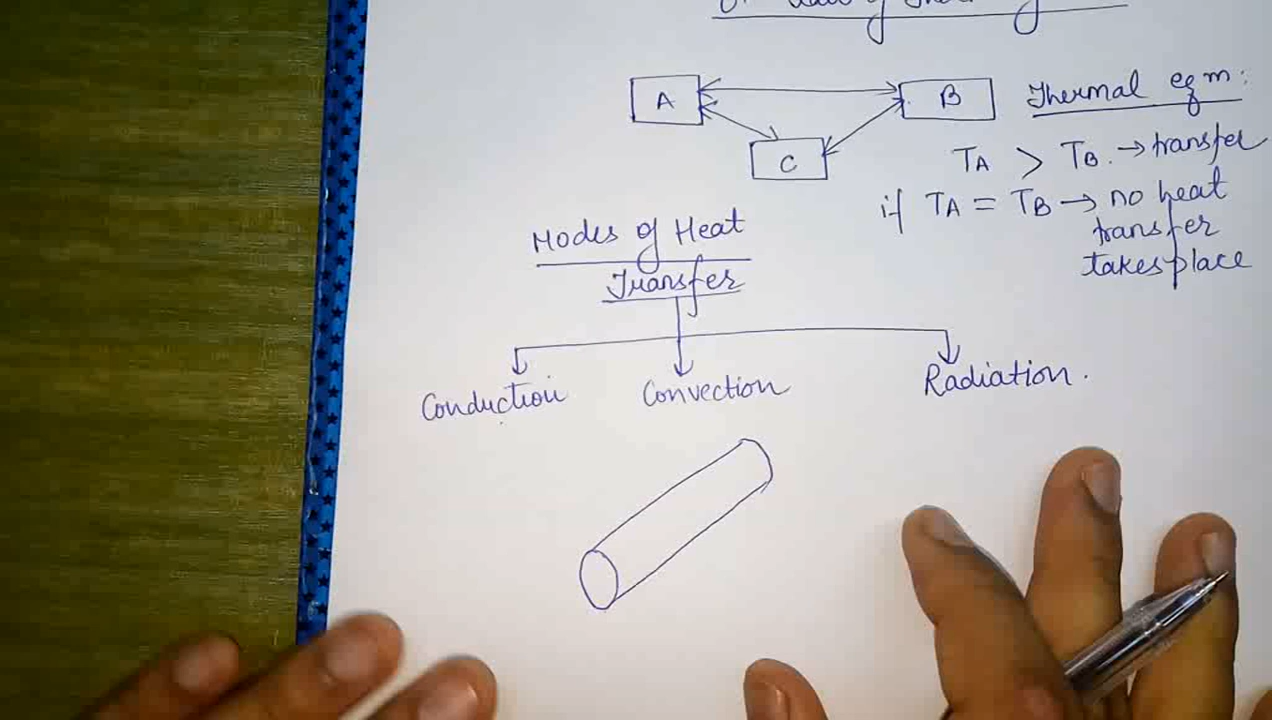 A
B
C
Thermal eqm:
TA > TB. → transfer
if TA = TB → no heat
transfer
takes place
Modes of Heat
Transfer
Conduction
Convection
Radiation.